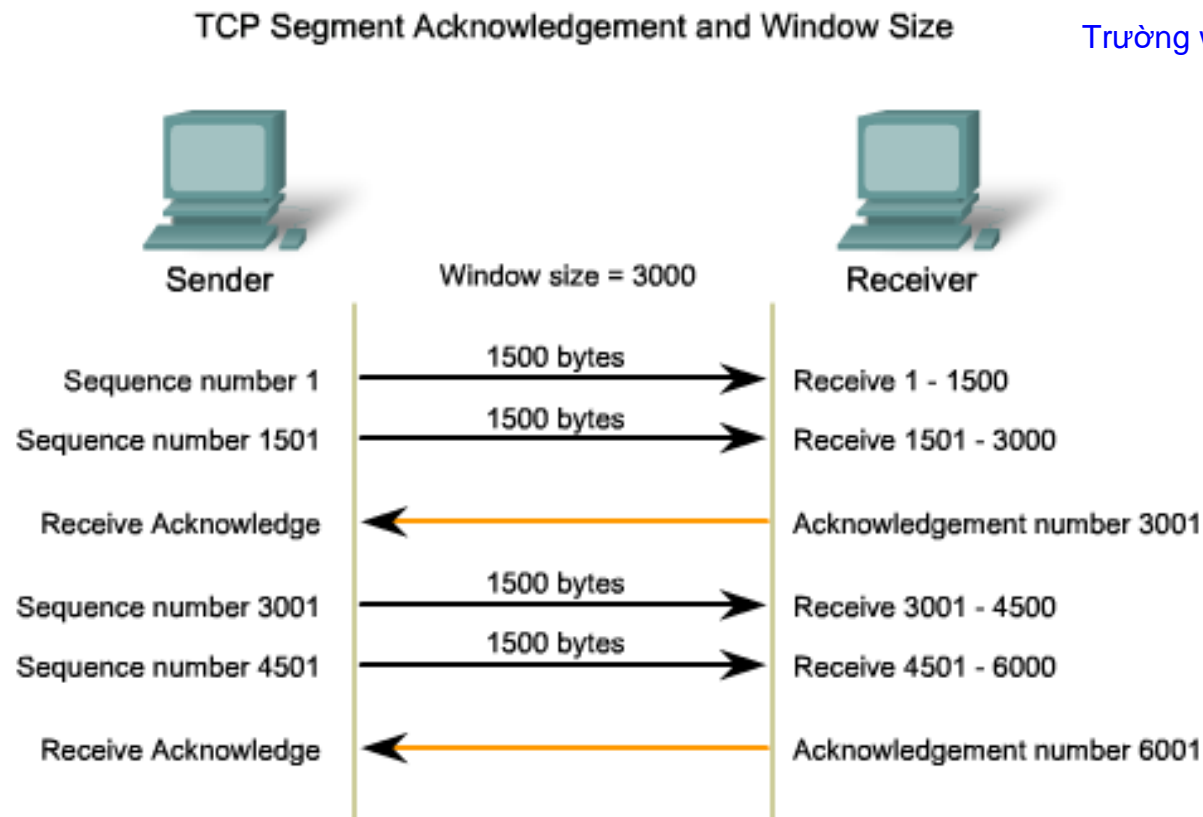 TCP Segment Acknowledgement and Window Size
Trường
Sender
Window size = 3000
Receiver
Sequence number 1
1500 bytes
Receive 1 - 1500
Sequence number 1501
1500 bytes
Receive 1501 - 3000
Receive Acknowledge
Acknowledgement number 3001
Sequence number 3001
1500 bytes
Receive 3001 - 4500
Sequence number 4501
1500 bytes
Receive 4501 - 6000
Receive Acknowledge
Acknowledgement number 6001